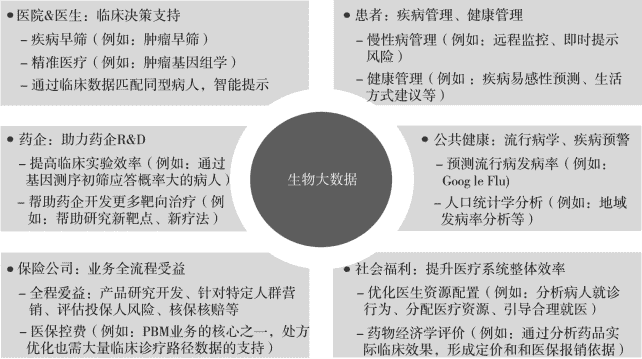 ● 医院&医生：临床决策支持
– 疾病早筛（例如：肿瘤早筛）
– 精准医疗（例如：肿瘤基因组学）
– 通过临床数据匹配同型病人，智能提示
● 患者：疾病管理、健康管理
– 慢性病管理（例如：远程监控、即时提示
风险）
– 健康管理（例如：疾病易感性预测、生活
方式建议等）
● 药企：助力药企R&D
– 提高临床实验效率（例如：通过
基因测序初筛应答概率大的病人）
– 帮助药企开发更多靶向治疗（例
如：帮助研究新靶点、新疗法）
生物大数据
● 公共健康：流行病学、疾病预警
– 预测流行病发病率（例如：
Goog le Flu)
– 人口统计学分析（例如：地域
发病率分析等）
● 保险公司：业务全流程受益
– 全程爱益：产品研究开发、针对特定人群营
销、评估投保人风险、核保核赔等
– 医保控费（例如：PBM业务的核心之一，处方
优化也需大量临床诊疗路径数据的支持）
● 社会福利：提升医疗系统整体效率
– 优化医生资源配置（例如：分析病人就诊
行为、分配医疗资源、引导合理就医）
– 药物经济学评价（例如：通过分析药品实
际临床效果，形成定价和和医保报销依据）